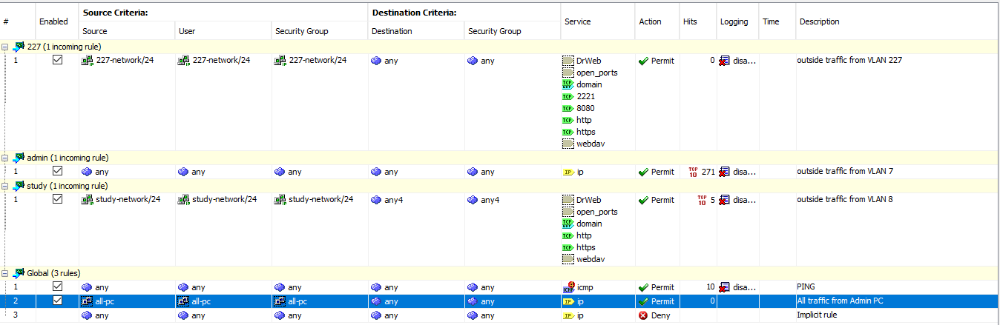 Source Criteria: Destination Criteria:
# Enabled Source User Security Group Destination Security Group Service Action Hits Logging Time Description
227 (1 incoming rule)
1 227-network/24 227-network/24 227-network/24 any any DrWeb Permit 0 disa... outside traffic from VLAN 227
open_ports
domain
2221
8080
http
https
webdav
admin (1 incoming rule)
1 any any any any any ip Permit TOP 10 271 disa... outside traffic from VLAN 7
study (1 incoming rule)
1 study-network/24 study-network/24 study-network/24 any4 any4 DrWeb Permit TOP 10 5 disa... outside traffic from VLAN 8
open_ports
domain
http
https
webdav
Global (3 rules)
1 any any any any any icmp Permit 10 disa... PING
2 all-pc all-pc all-pc any any ip Permit 0 All traffic from Admin PC
3 any any any any any ip Deny Implicit rule